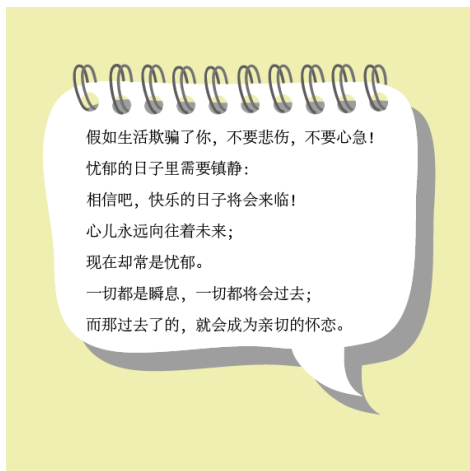 假如生活欺骗了你，不要悲伤，不要心急！
忧郁的日子里需要镇静：
相信吧，快乐的日子将会来临！
心儿永远向往着未来；
现在却常是忧郁。
一切都是瞬息，一切都将会过去；
而那过去了的，就会成为亲切的怀恋。